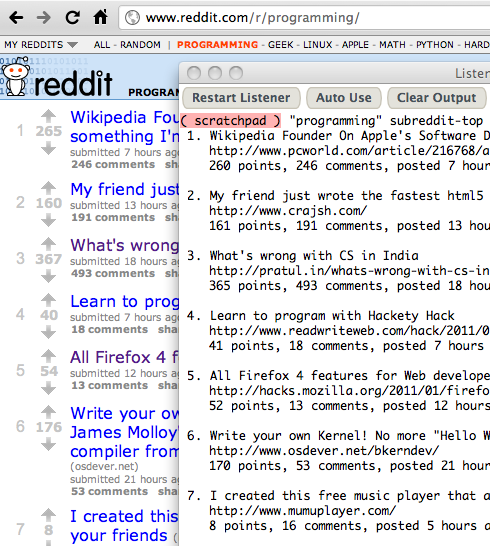 www.reddit.com/r/programming/
MY REDDITS ALL - RANDOM | PROGRAMMING - GEEK - LINUX - APPLE - MATH - PYTHON - HARD
reddit PROGRAMM
1 265 Wikipedia Fou
something I'm
submitted 7 hours ag
246 comments sha
2 160 My friend just
submitted 13 hours a
191 comments sha
3 367 What's wrong
submitted 18 hours a
493 comments sha
4 40 Learn to prog
submitted 7 hours ag
18 comments sha
5 54 All Firefox 4 f
submitted 12 hours a
13 comments sha
6 176 Write your ow
James Molloy'
compiler from
(osdever.net)
submitted 21 hours a
53 comments sha
7 8 I created this
your friends (
Listen
Restart Listener Auto Use Clear Output
( scratchpad ) "programming" subreddit-top
1. Wikipedia Founder On Apple's Software D
http://www.pcworld.com/article/216768/a
260 points, 246 comments, posted 7 hours
2. My friend just wrote the fastest html5
http://www.crajsh.com/
161 points, 191 comments, posted 13 hou
3. What's wrong with CS in India
http://pratul.in/whats-wrong-with-cs-in
365 points, 493 comments, posted 18 hou
4. Learn to program with Hackety Hack
http://www.readwriteweb.com/hack/2011/0
41 points, 18 comments, posted 7 hours
5. All Firefox 4 features for Web develope
http://hacks.mozilla.org/2011/01/firefo
52 points, 13 comments, posted 12 hours
6. Write your own Kernel! No more "Hello W
http://www.osdever.net/bkerndev/
170 points, 53 comments, posted 21 hour
7. I created this free music player that a
http://www.mumuplayer.com/
8 points, 16 comments, posted 5 hours a